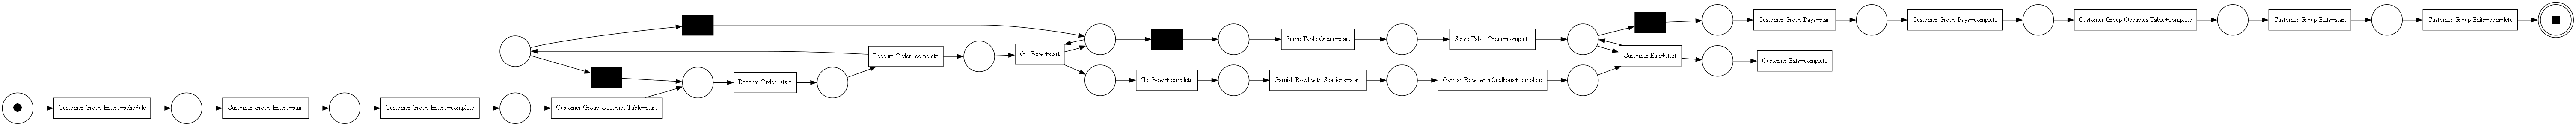 Customer Group Enters+schedule
Customer Group Enters+start
Customer Group Enters+complete
Customer Group Occupies Table+start
Receive Order+start
Receive Order+complete
Get Bowl+start
Get Bowl+complete
Serve Table Order+start
Garnish Bowl with Scallions+start
Serve Table Order+complete
Garnish Bowl with Scallions+complete
Customer Eats+start
Customer Eats+complete
Customer Group Pays+start
Customer Group Pays+complete
Customer Group Occupies Table+complete
Customer Group Exits+start
Customer Group Exits+complete